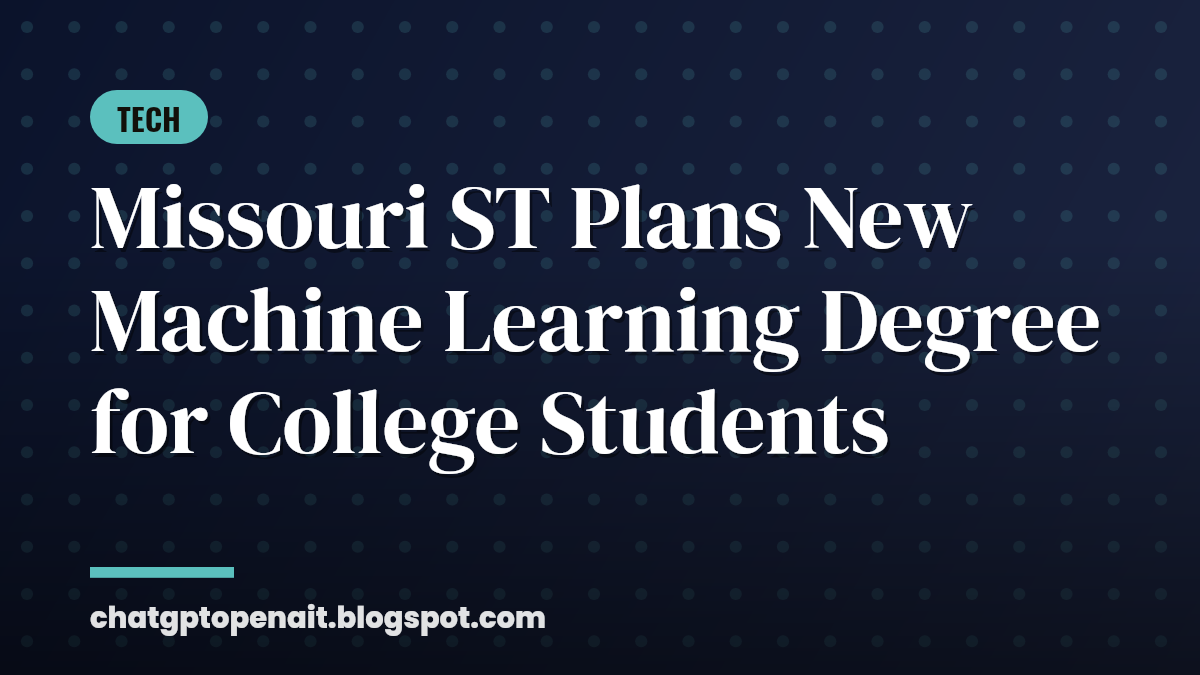 TECH
Missouri ST Plans New
Machine Learning Degree
for College Students
chatgptopenait.blogspot.com